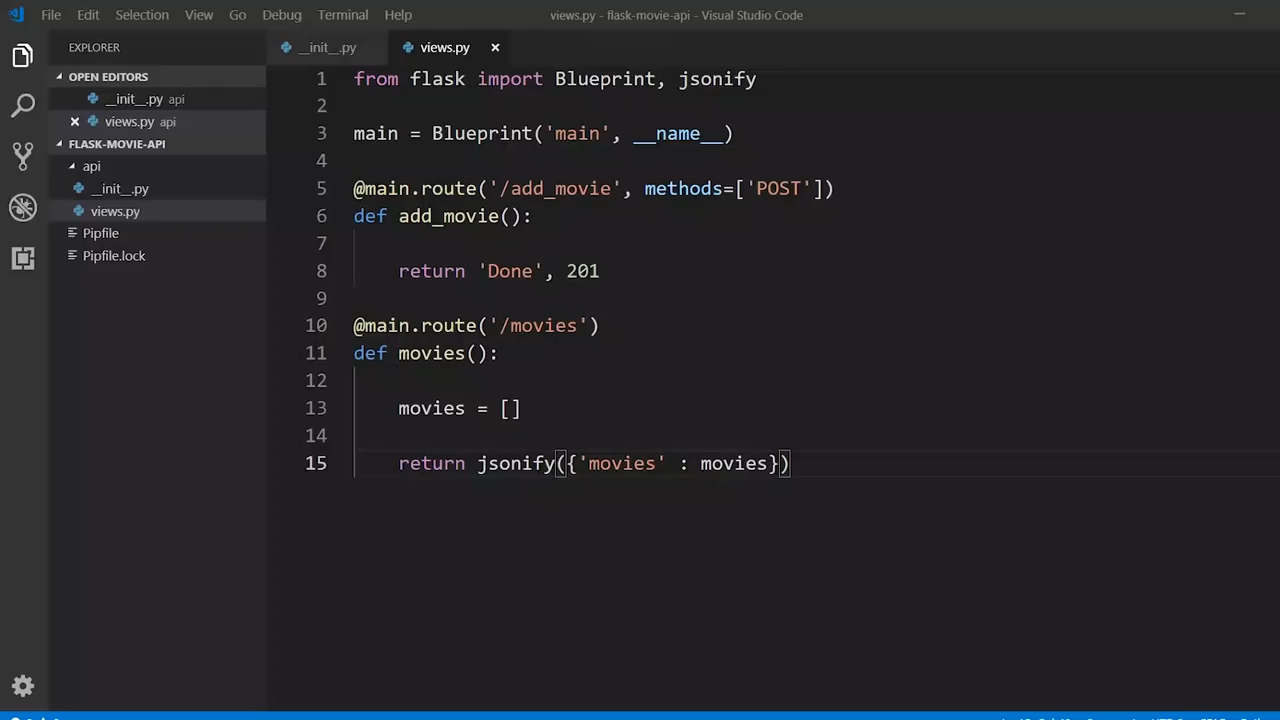 File Edit Selection View Go Debug Terminal Help
views.py - flask-movie-api - Visual Studio Code
EXPLORER
OPEN EDITORS
__init__.py api
views.py api
FLASK-MOVIE-API
api
__init__.py
views.py
Pipfile
Pipfile.lock
__init__.py
views.py
1 from flask import Blueprint, jsonify
2
3 main = Blueprint('main', __name__)
4
5 @main.route('/add_movie', methods=['POST'])
6 def add_movie():
7
8 return 'Done', 201
9
10 @main.route('/movies')
11 def movies():
12
13 movies = []
14
15 return jsonify({'movies' : movies})